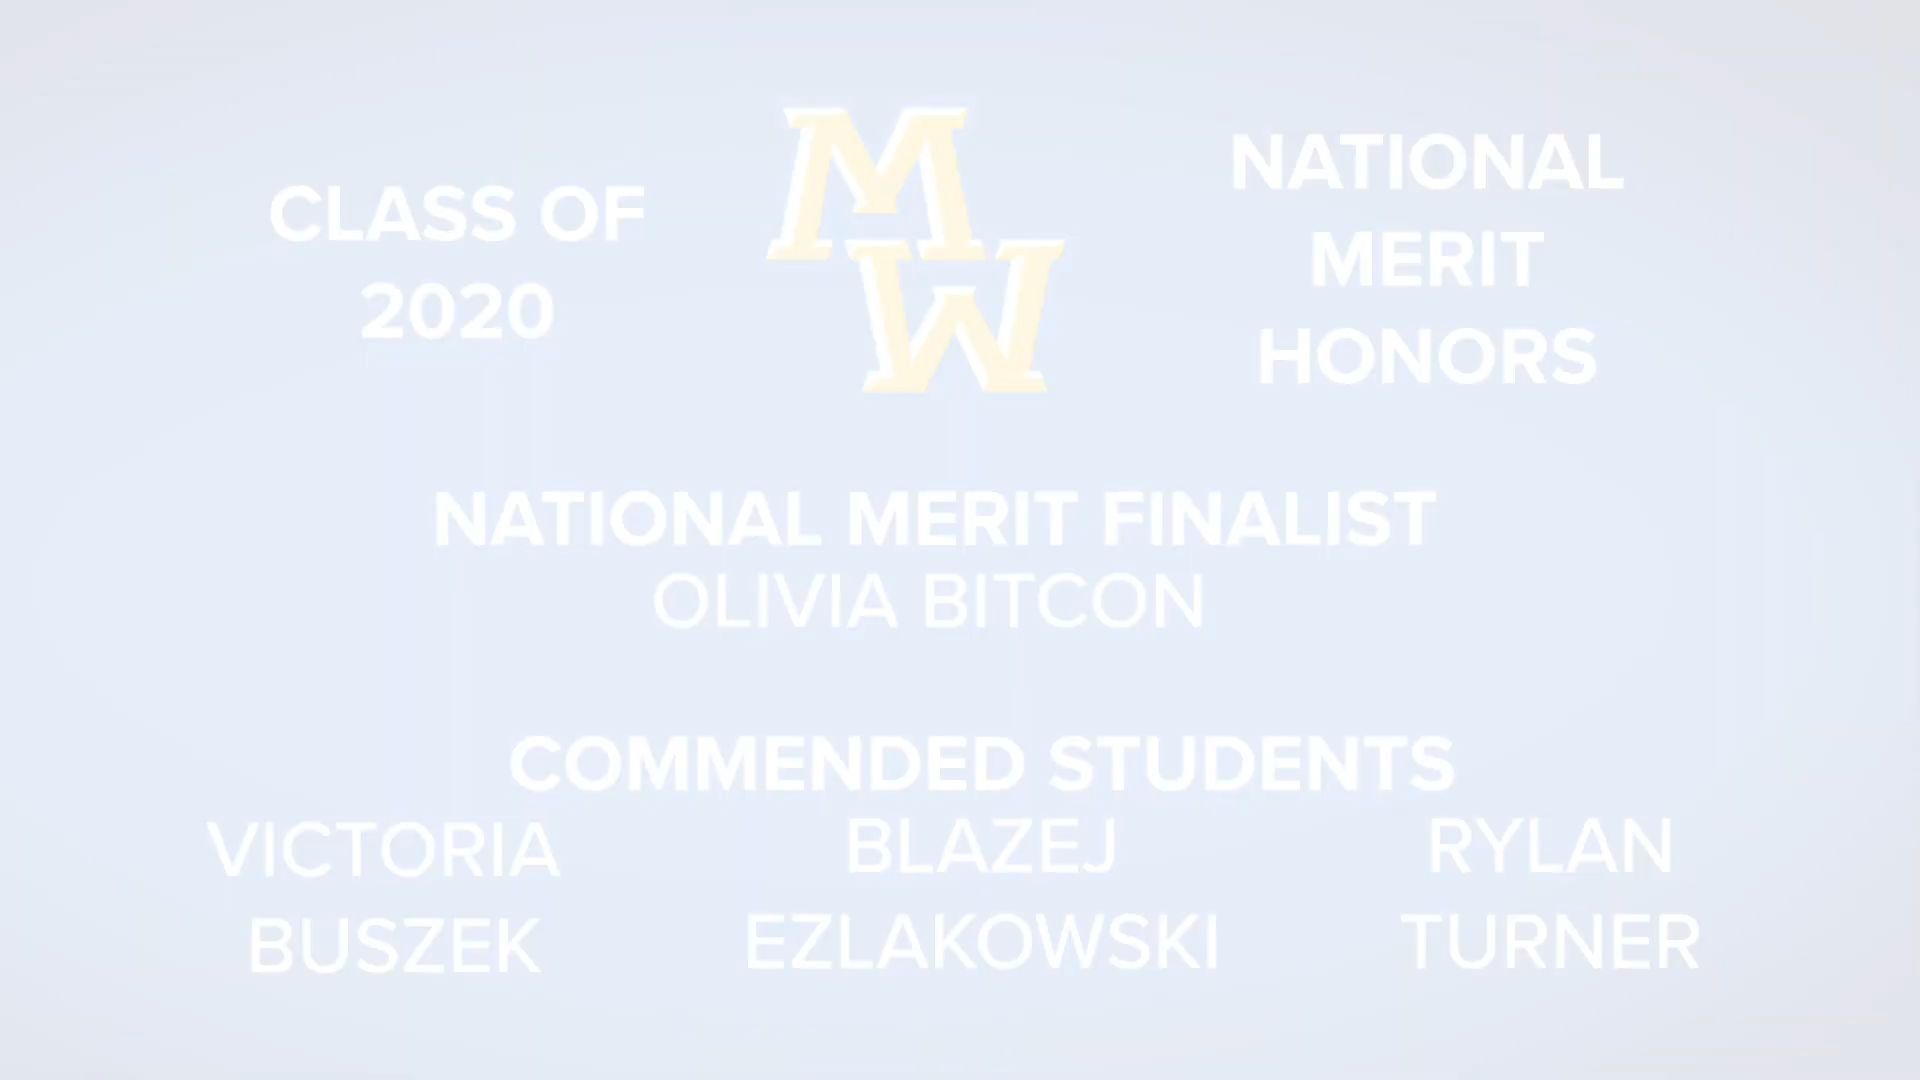 CLASS OF
2020
MW
NATIONAL
MERIT
HONORS
NATIONAL MERIT FINALIST
OLIVIA BITCON
COMMENDED STUDENTS
VICTORIA
BUSZEK
BLAZEJ
EZLAKOWSKI
RYLAN
TURNER